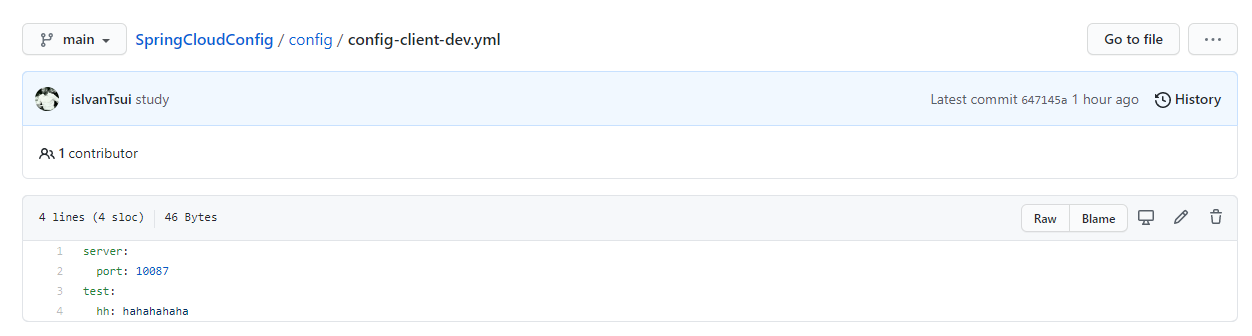 main SpringCloudConfig / config / config-client-dev.yml Go to file ...
isIvanTsui study Latest commit 647145a 1 hour ago History
1 contributor
4 lines (4 sloc) 46 Bytes Raw Blame
1 server:
2 port: 10087
3 test:
4 hh: hahahahaha